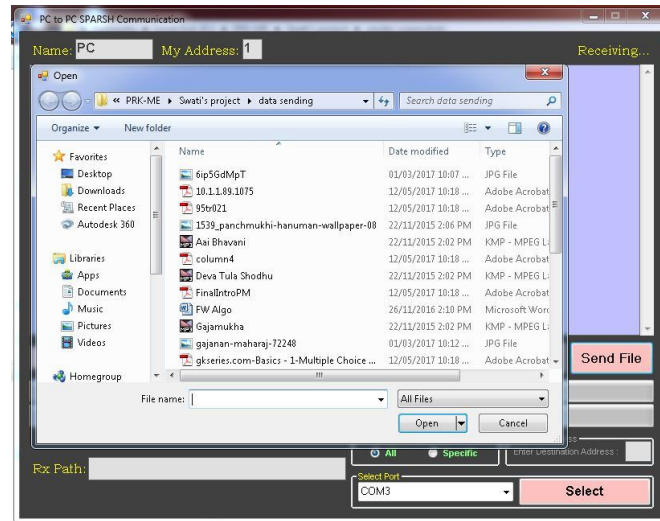 PC to PC SPARSH Communication
Name: PC My Address: 1 Receiving...
Open
« PRK-ME ▸ Swati's project ▸ data sending Search data sending
Organize New folder
Name Date modified Type
Favorites
Desktop
Downloads
Recent Places
Autodesk 360
Libraries
Apps
Documents
Music
Pictures
Videos
Homegroup
6ip5GdMpT 01/03/2017 10:07 ... JPG File
10.1.1.89.1075 12/05/2017 10:18 ... Adobe Acrobat
95tr021 12/05/2017 10:18 ... Adobe Acrobat
1539_panchmukhi-hanuman-wallpaper-08 22/11/2015 2:06 PM JPG File
Aai Bhavani 22/11/2015 2:02 PM KMP - MPEG L
column4 12/05/2017 10:18 ... Adobe Acrobat
Deva Tula Shodhu 22/11/2015 2:02 PM KMP - MPEG L
FinalIntroPM 12/05/2017 10:18 ... Adobe Acrobat
FW Algo 26/11/2016 2:10 PM Microsoft Word
Gajamukha 22/11/2015 2:02 PM KMP - MPEG L
gajanan-maharaj-72248 01/03/2017 10:12 ... JPG File
gkseries.com-Basics - 1-Multiple Choice ... 12/05/2017 10:18 ... Adobe Acrobat
Send File
File name: All Files
Open Cancel
All Specific Enter Destination Address :
Rx Path:
Select Port
COM3 Select